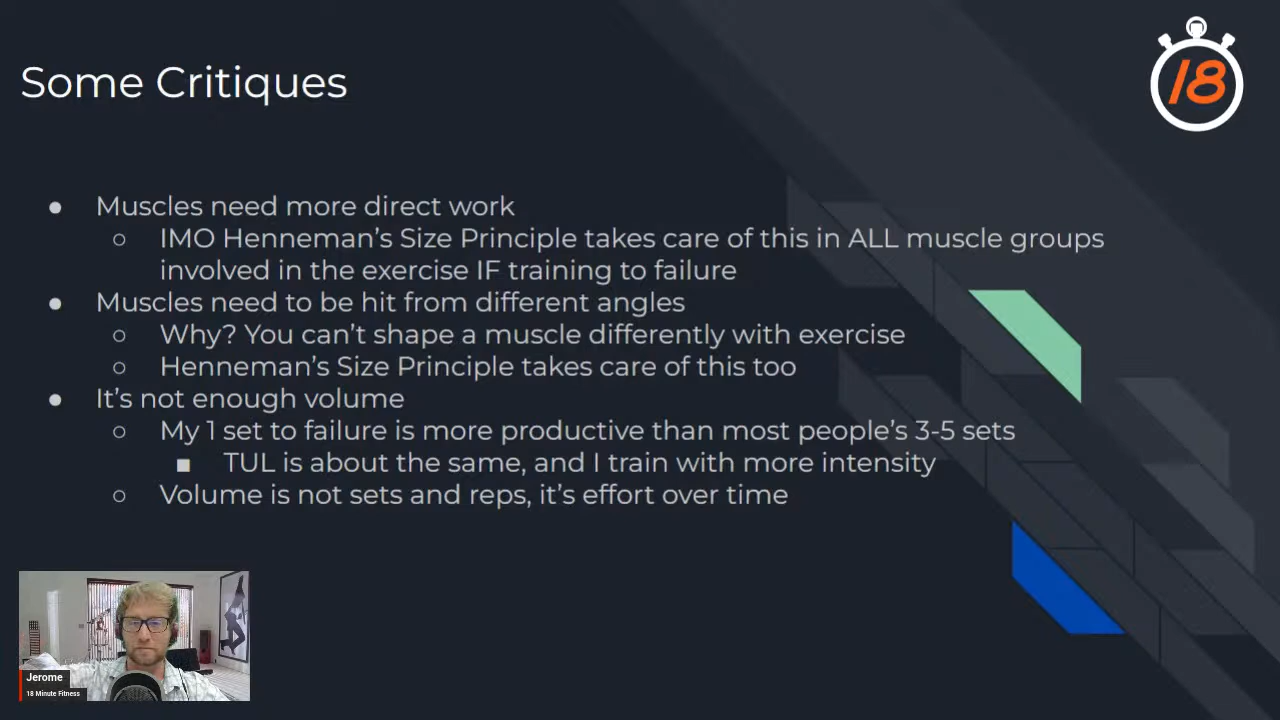 18
Some Critiques
● Muscles need more direct work
○ IMO Henneman's Size Principle takes care of this in ALL muscle groups
involved in the exercise IF training to failure
● Muscles need to be hit from different angles
○ Why? You can't shape a muscle differently with exercise
○ Henneman's Size Principle takes care of this too
● It's not enough volume
○ My 1 set to failure is more productive than most people's 3-5 sets
■ TUL is about the same, and I train with more intensity
○ Volume is not sets and reps, it's effort over time
Jerome
18 Minute Fitness